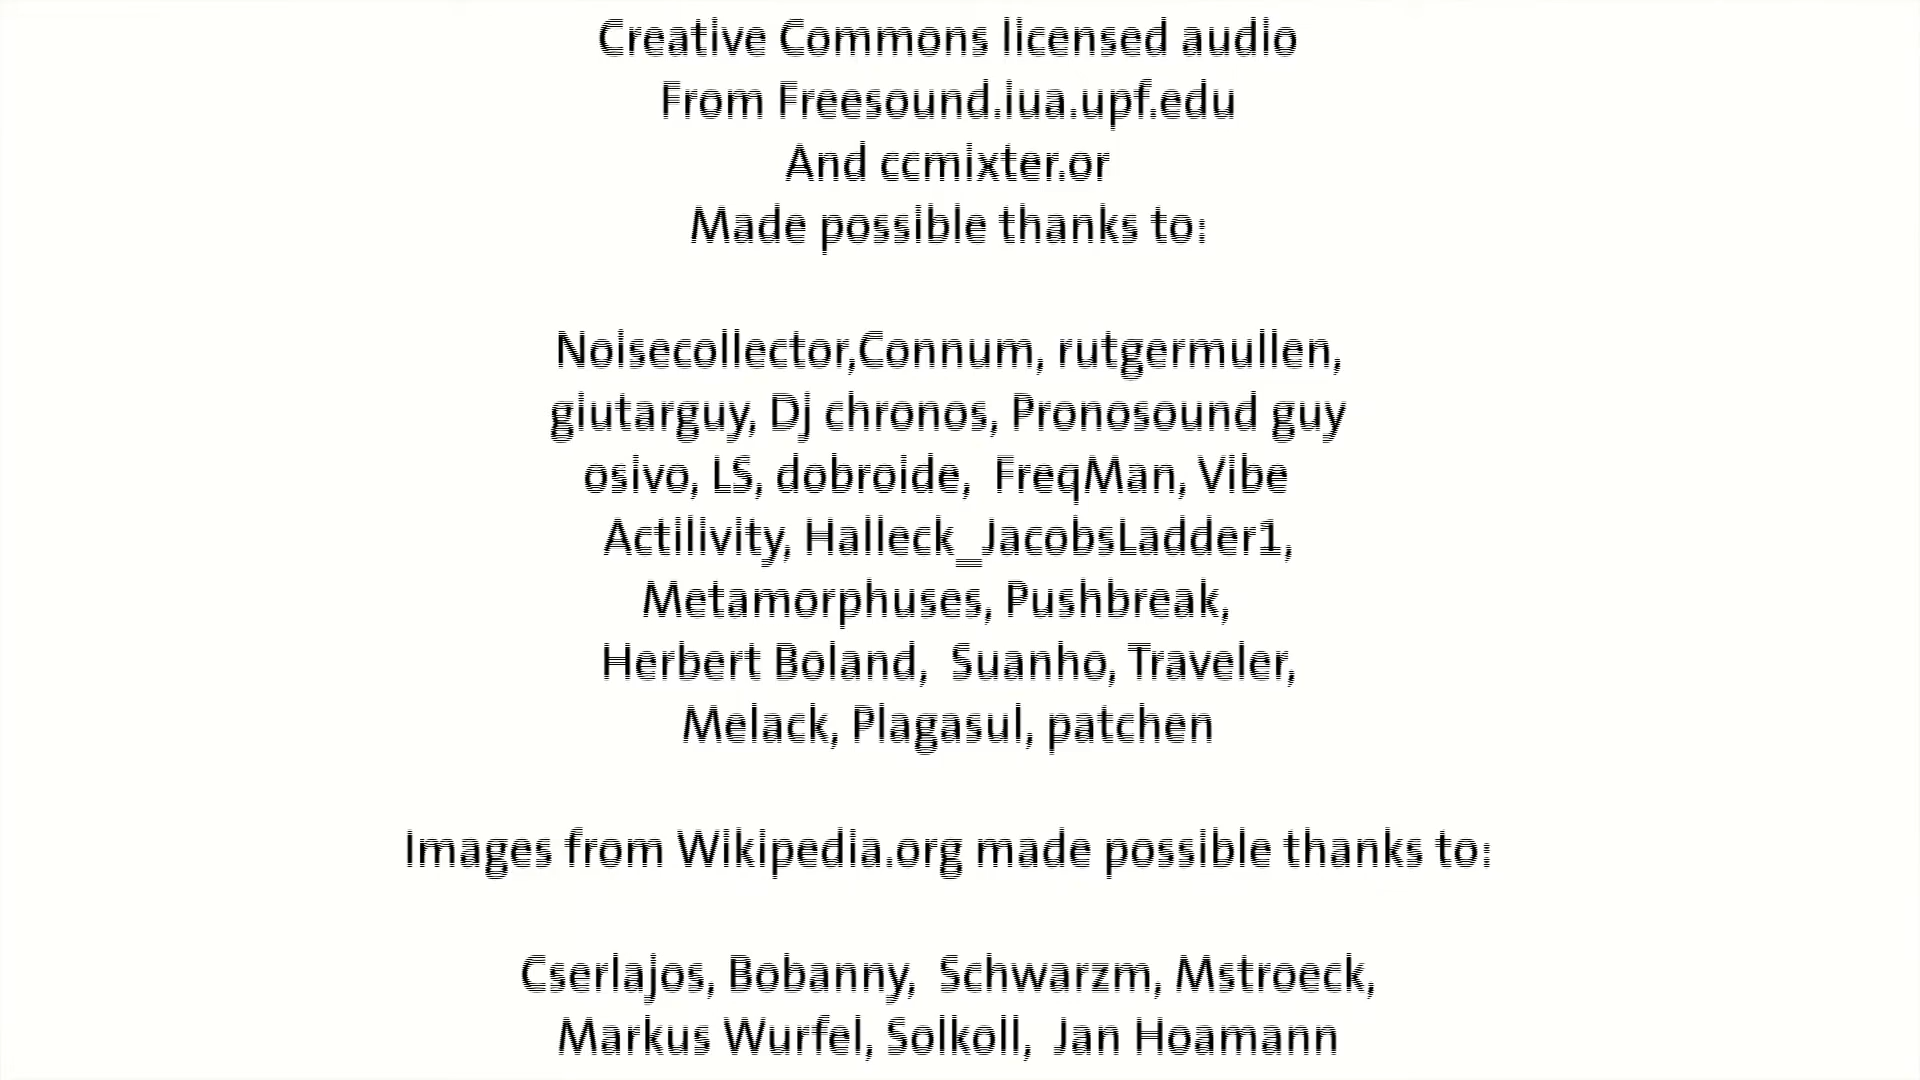 Creative Commons licensed audio
From Freesound.iua.upf.edu
And ccmixter.or
Made possible thanks to:
Noisecollector,Connum, rutgermullen,
giutarguy, Dj chronos, Pronosound guy
osivo, LS, dobroide, FreqMan, Vibe
Actilivity, Halleck_JacobsLadder1,
Metamorphuses, Pushbreak,
Herbert Boland, Suanho, Traveler,
Melack, Plagasul, patchen
Images from Wikipedia.org made possible thanks to:
Cserlajos, Bobanny, Schwarzm, Mstroeck,
Markus Wurfel, Solkoll, Jan Hoamann